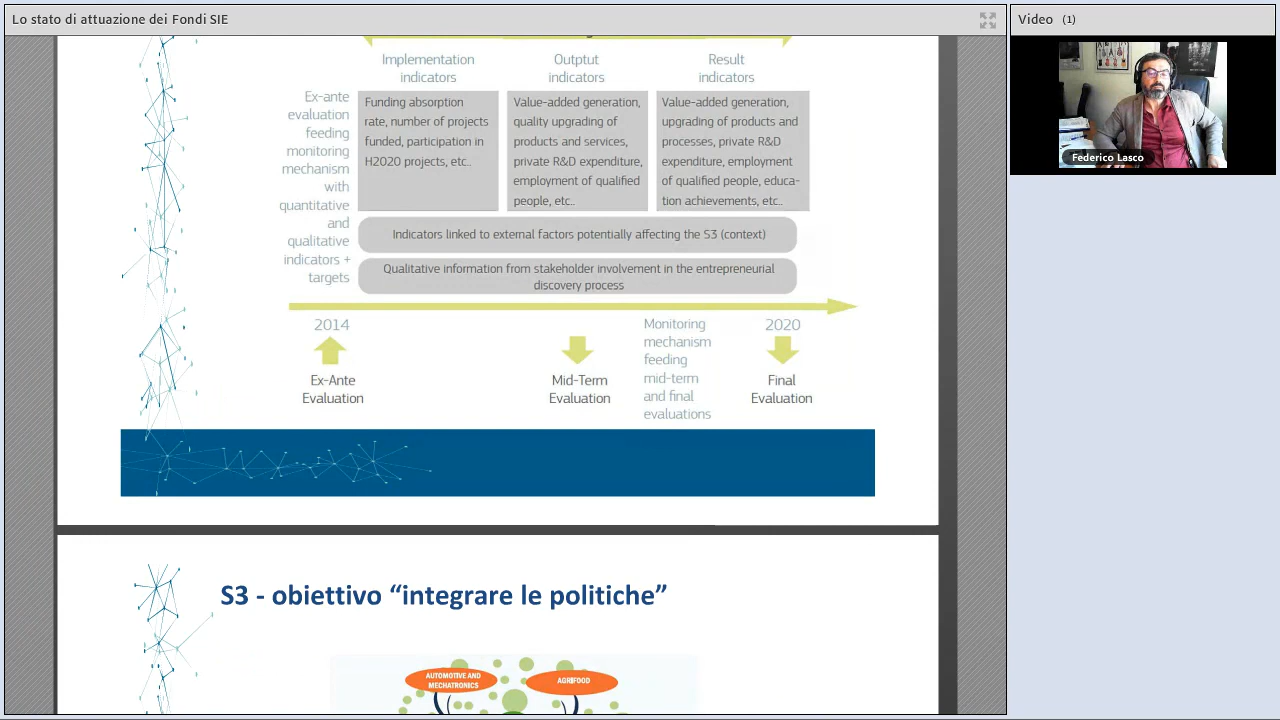 Lo stato di attuazione dei Fondi SIE
Video (1)
Federico Lasco
Implementation
indicators
Optput
indicators
Result
indicators
Ex-ante
evaluation
feeding
monitoring
mechanism
with
quantitative
and
qualitative
indicators +
targets
Funding absorption
rate, number of projects
funded, participation in
H2020 projects, etc..
Value-added generation,
quality upgrading of
products and services,
private R&D expenditure,
employment of qualified
people, etc..
Value-added generation,
upgrading of products and
processes, private R&D
expenditure, employment
of qualified people, educa-
tion achievements, etc..
Indicators linked to external factors potentially affecting the S3 (context)
Qualitative information from stakeholder involvement in the entrepreneurial
discovery process
2014
Ex-Ante
Evaluation
Mid-Term
Evaluation
Monitoring
mechanism
feeding
mid-term
and final
evaluations
2020
Final
Evaluation
S3 - obiettivo “integrare le politiche”
AUTOMOTIVE AND
MECHATRONICS
AGRIFOOD